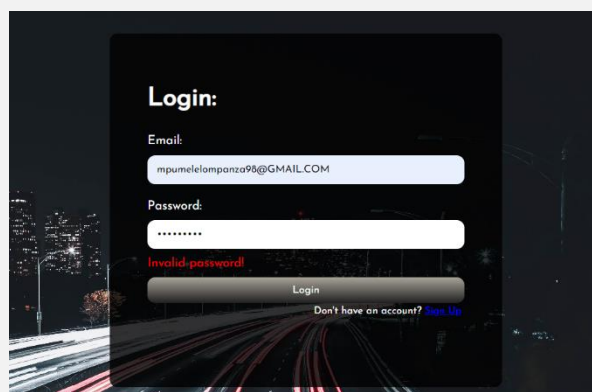 Login:
Email:
mpumelelompanza98@GMAIL.COM
Password:
•••••••••
Invalid password!
Login
Don't have an account? Sign Up